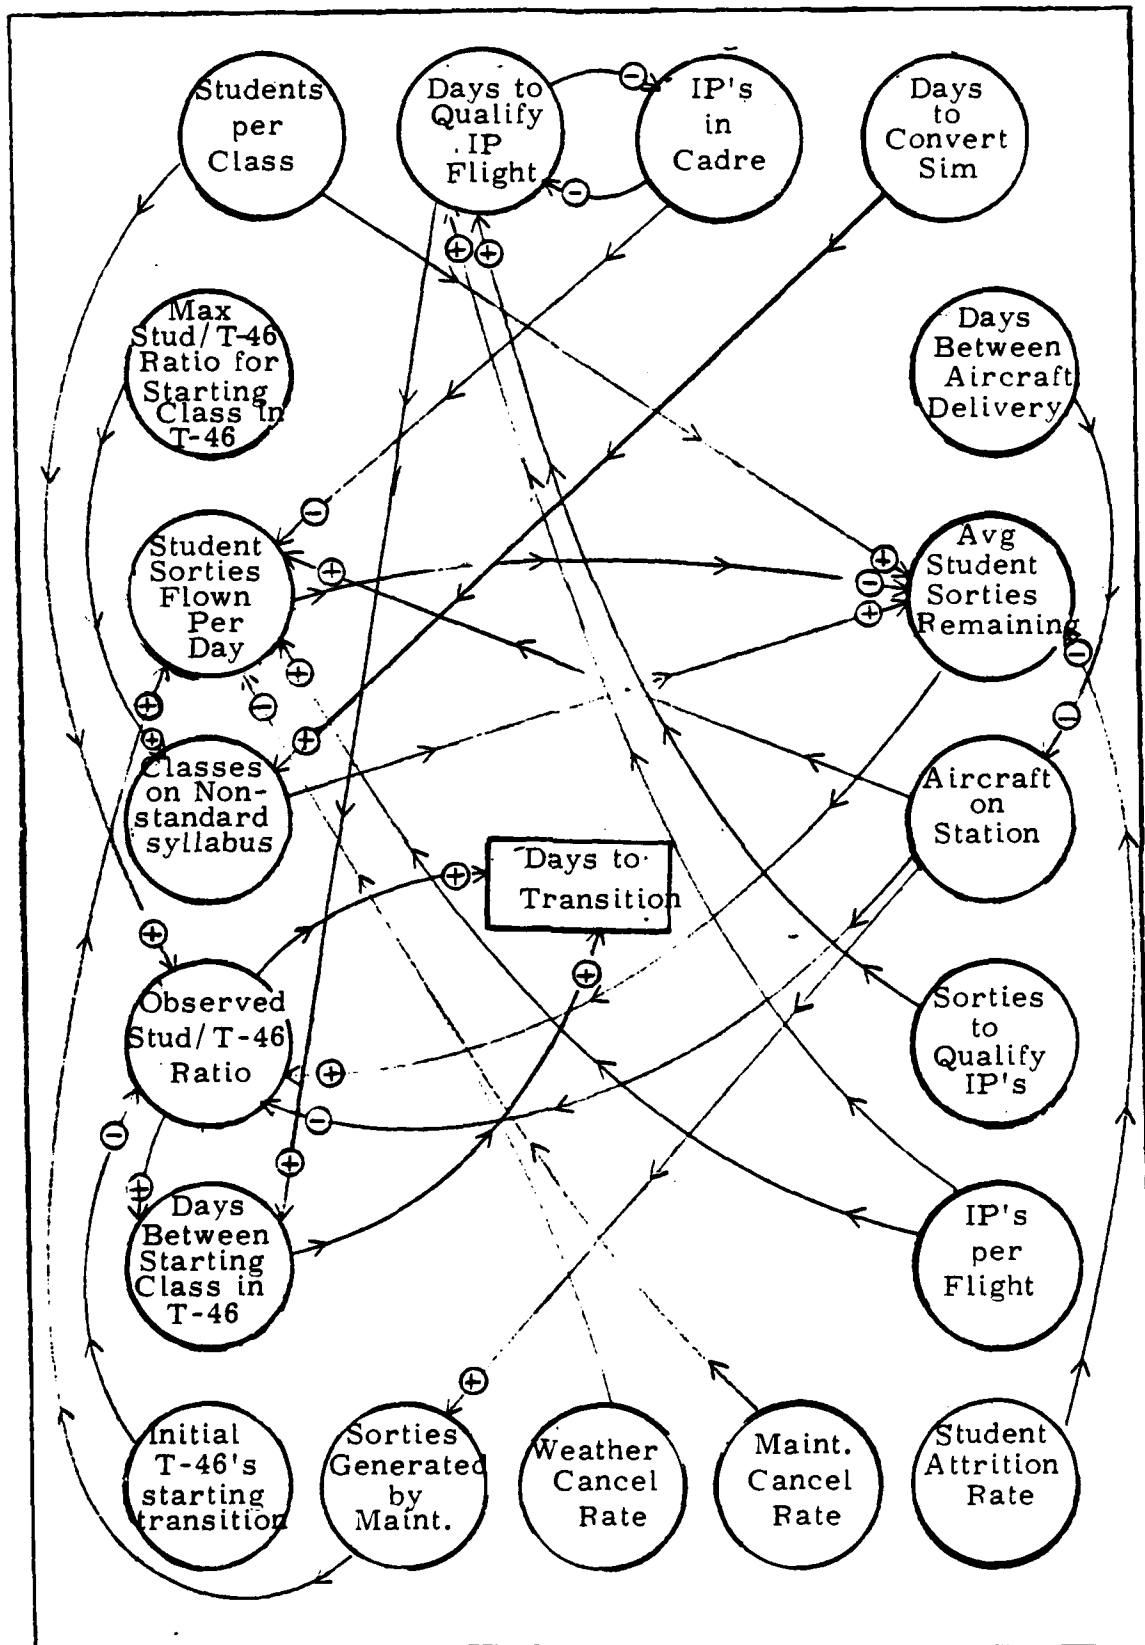 Students
per
Class
Days to
Qualify
IP
Flight
IP's
in
Cadre
Days
to
Convert
Sim
Max
Stud/T-46
Ratio for
Starting
Class in
T-46
Days
Between
Aircraft
Delivery
Student
Sorties
Flown
Per
Day
Avg
Student
Sorties
Remaining
Classes
on Non-
standard
syllabus
Days to
Transition
Aircraft
on
Station
Observed
Stud/T-46
Ratio
Sorties
to
Qualify
IP's
Days
Between
Starting
Class in
T-46
IP's
per
Flight
Initial
T-46's
starting
transition
Sorties
Generated
by
Maint.
Weather
Cancel
Rate
Maint.
Cancel
Rate
Student
Attrition
Rate